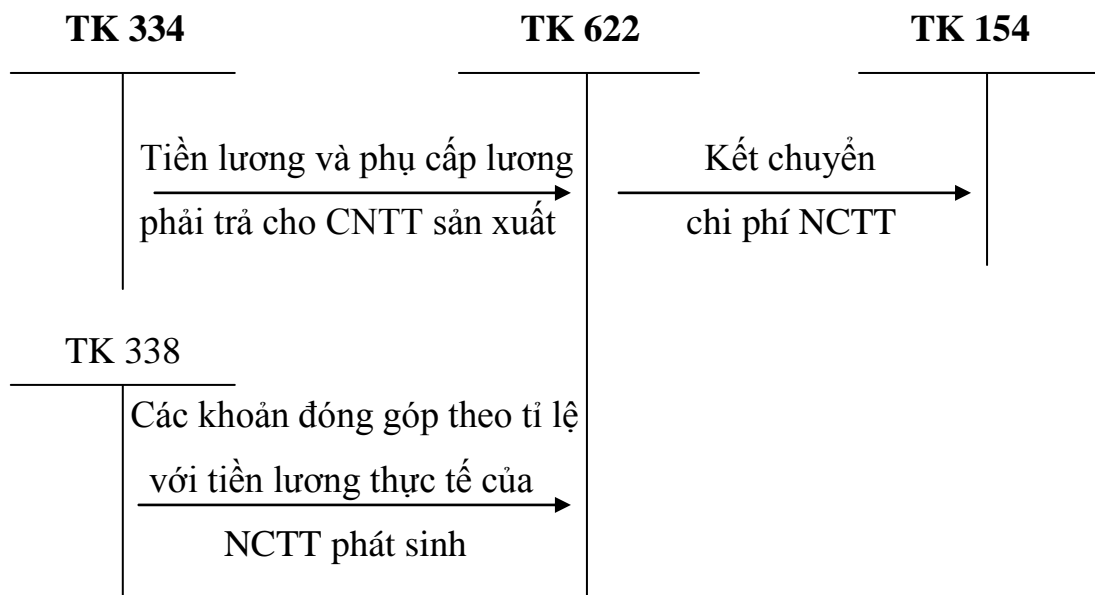 TK 334
TK 622
TK 154
Tiền lương và phụ cấp lương
phải trả cho CNTT sản xuất
Kết chuyển
chi phí NCTT
TK 338
Các khoản đóng góp theo tỉ lệ
với tiền lương thực tế của
NCTT phát sinh